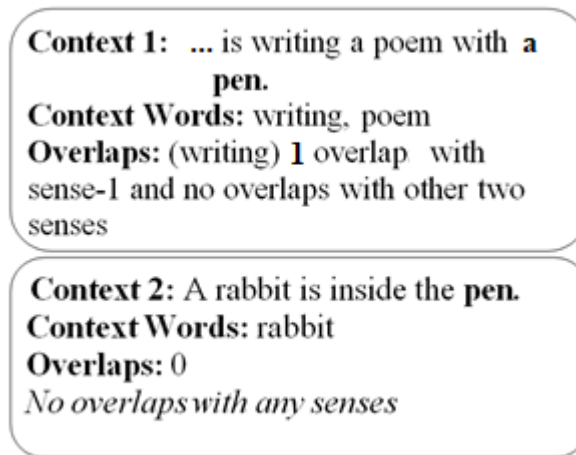 Context 1: ... is writing a poem with a
pen.
Context Words: writing, poem
Overlaps: (writing) 1 overlap with
sense-1 and no overlaps with other two
senses
Context 2: A rabbit is inside the pen.
Context Words: rabbit
Overlaps: 0
No overlaps with any senses